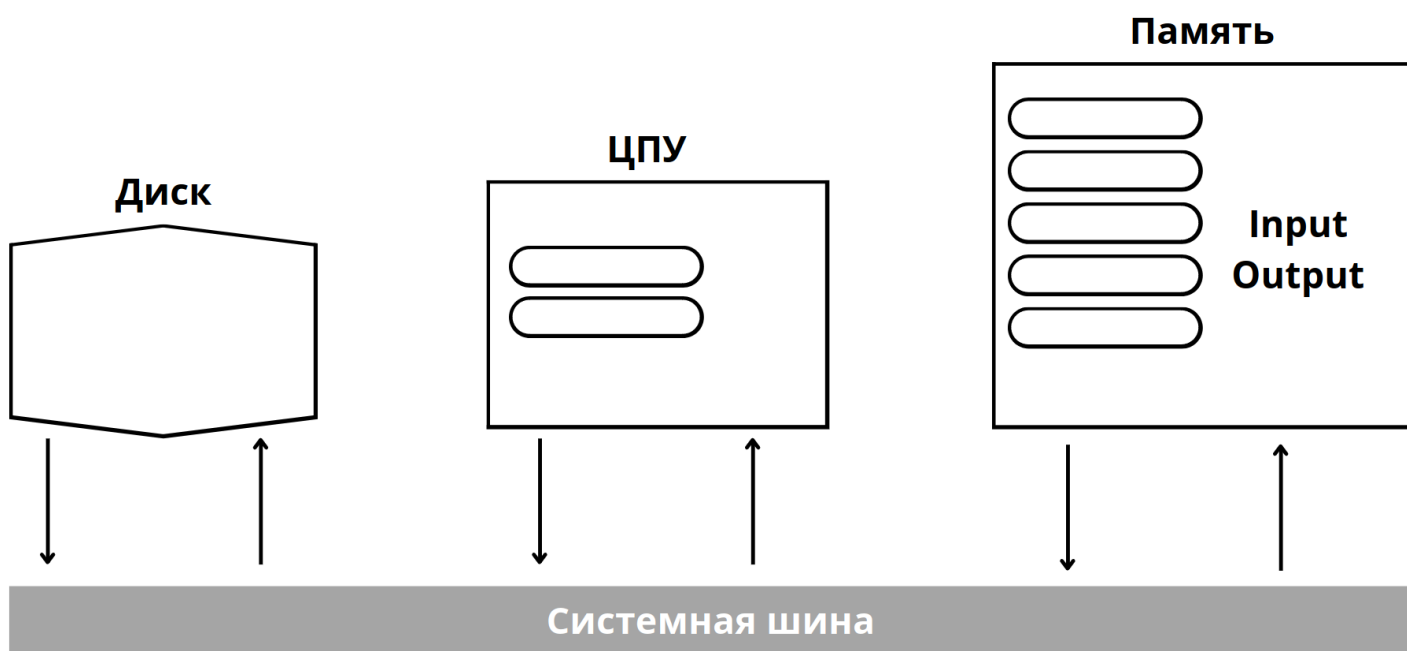 Память
ЦПУ
Диск
Input
Output
Системная шина